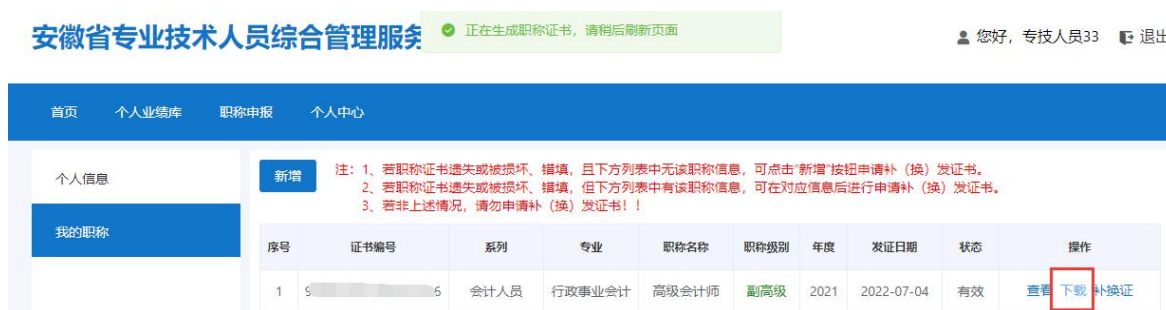 安徽省专业技术人员综合管理服务
正在生成职称证书，请稍后刷新页面
您好，专技人员33 退出
首页 个人业绩库 职称申报 个人中心
个人信息
我的职称
新增
注：1、若职称证书遗失或被损坏、错填，且下方列表中无该职称信息，可点击“新增”按钮申请补（换）发证书。
2、若职称证书遗失或被损坏、错填，但下方列表中有该职称信息，可在对应信息后进行申请补（换）发证书。
3、若非上述情况，请勿申请补（换）发证书！！
序号 证书编号 系列 专业 职称名称 职称级别 年度 发证日期 状态 操作
1 9 6 会计人员 行政事业会计 高级会计师 副高级 2021 2022-07-04 有效 查看 下载 补换证